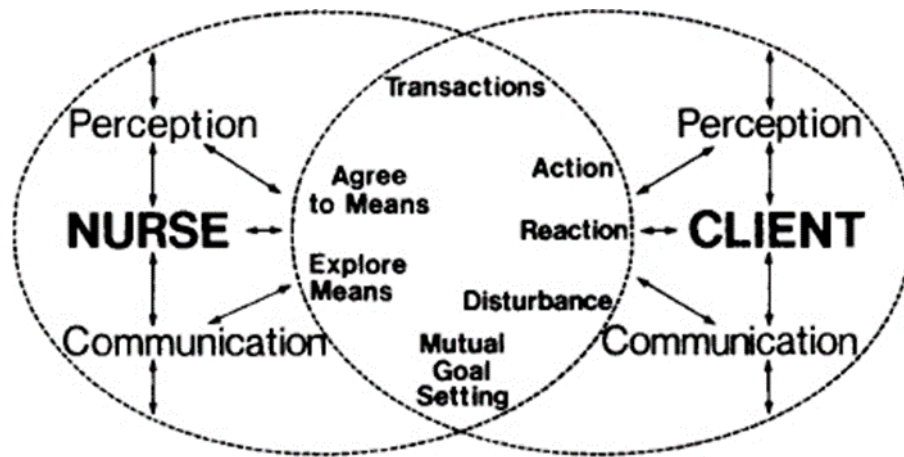 Transactions
Perception
Perception
Action
Agree
to Means
NURSE
Reaction
CLIENT
Explore
Means
Disturbance
Communication
Mutual
Goal
Setting
Communication